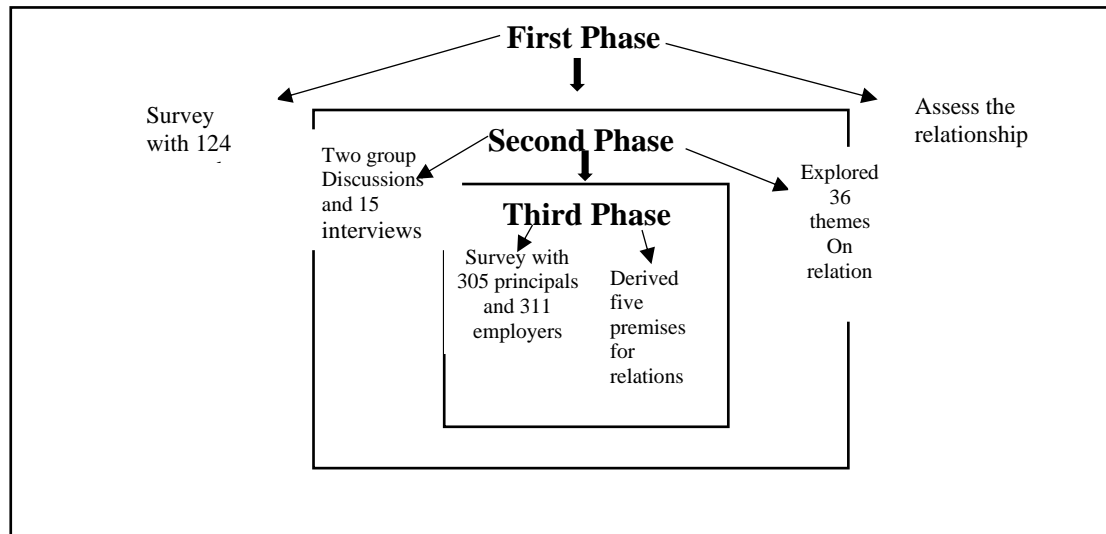 First Phase
Survey
with 124
Assess the
relationship
Second Phase
Two group
Discussions
and 15
interviews
Explored
36
themes
On
relation
Third Phase
Survey with
305 principals
and 311
employers
Derived
five
premises
for
relations